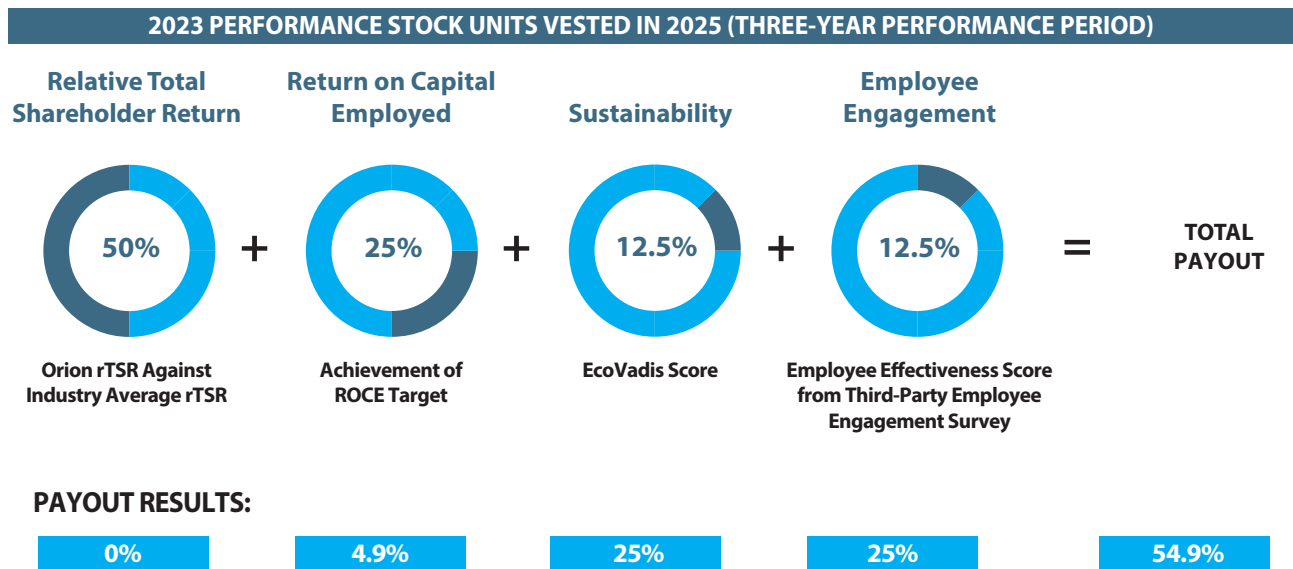 2023 PERFORMANCE STOCK UNITS VESTED IN 2025 (THREE-YEAR PERFORMANCE PERIOD)
Relative Total
Shareholder Return
Return on Capital
Employed
Sustainability
Employee
Engagement
50%
+
25%
+
12.5%
+
12.5%
=
TOTAL
PAYOUT
Orion rTSR Against
Industry Average rTSR
Achievement of
ROCE Target
EcoVadis Score
Employee Effectiveness Score
from Third-Party Employee
Engagement Survey
PAYOUT RESULTS:
0%
4.9%
25%
25%
54.9%